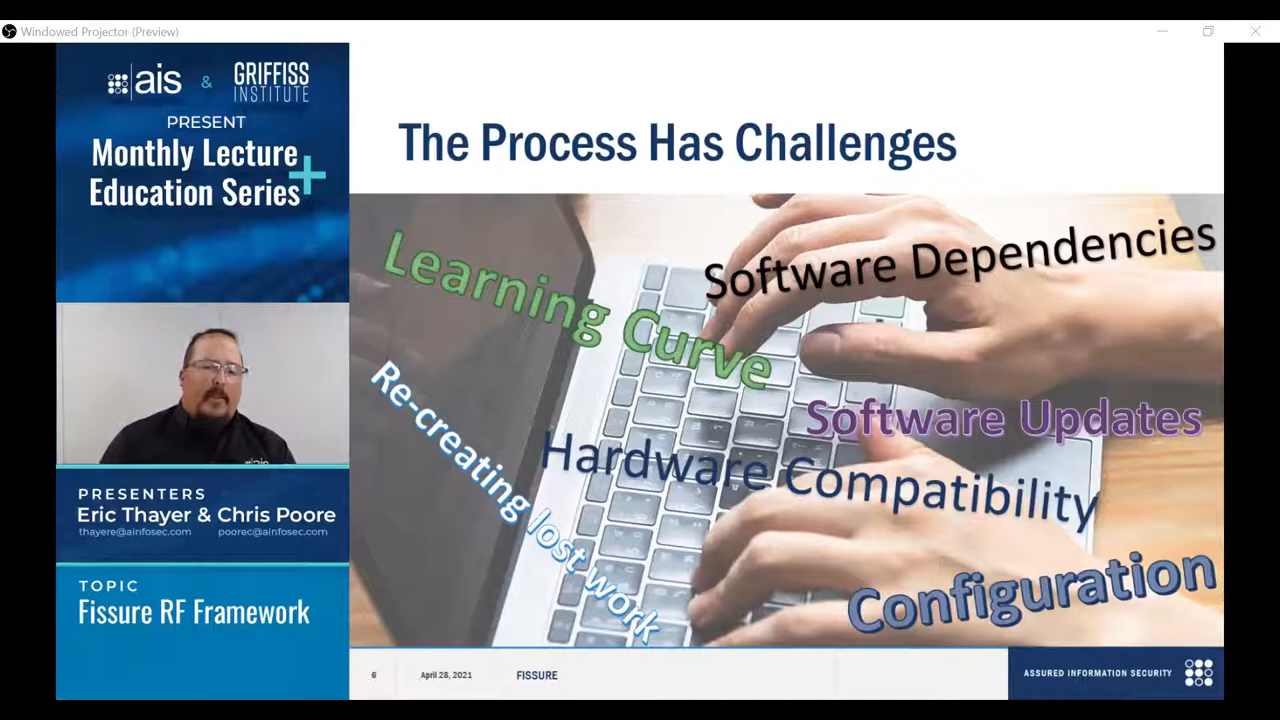 Windowed Projector (Preview)
ais & GRIFFISS INSTITUTE
PRESENT
Monthly Lecture
Education Series+
PRESENTERS
Eric Thayer & Chris Poore
thayere@ainfosec.com poorec@ainfosec.com
TOPIC
Fissure RF Framework
The Process Has Challenges
Learning Curve
Software Dependencies
Re-creating lost work
Software Updates
Hardware Compatibility
Configuration
6 April 28, 2021 FISSURE
ASSURED INFORMATION SECURITY